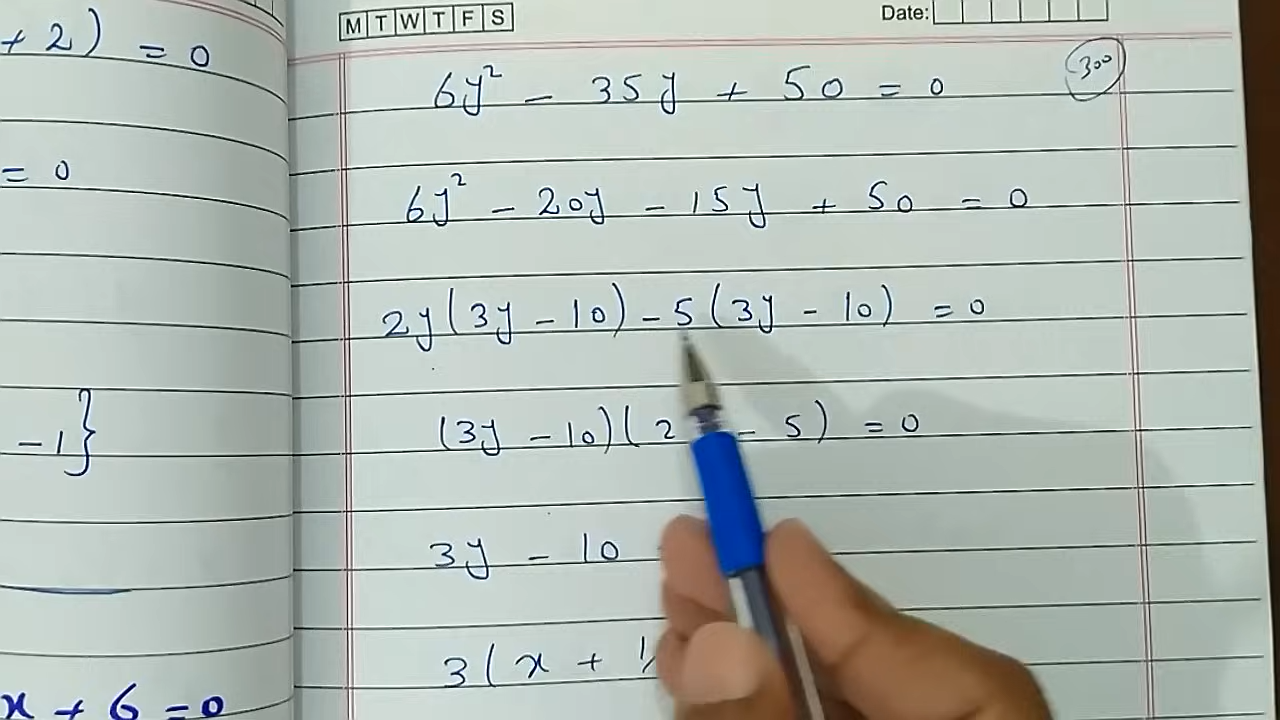 + 2) = 0
= 0
-1}
x + 6 = 0
M T W T F S
Date:
300
6y² - 35y + 50 = 0
6y² - 20y - 15y + 50 = 0
2y(3y - 10) - 5(3y - 10) = 0
(3y - 10)(2 - 5) = 0
3y - 10
3(x + 1/